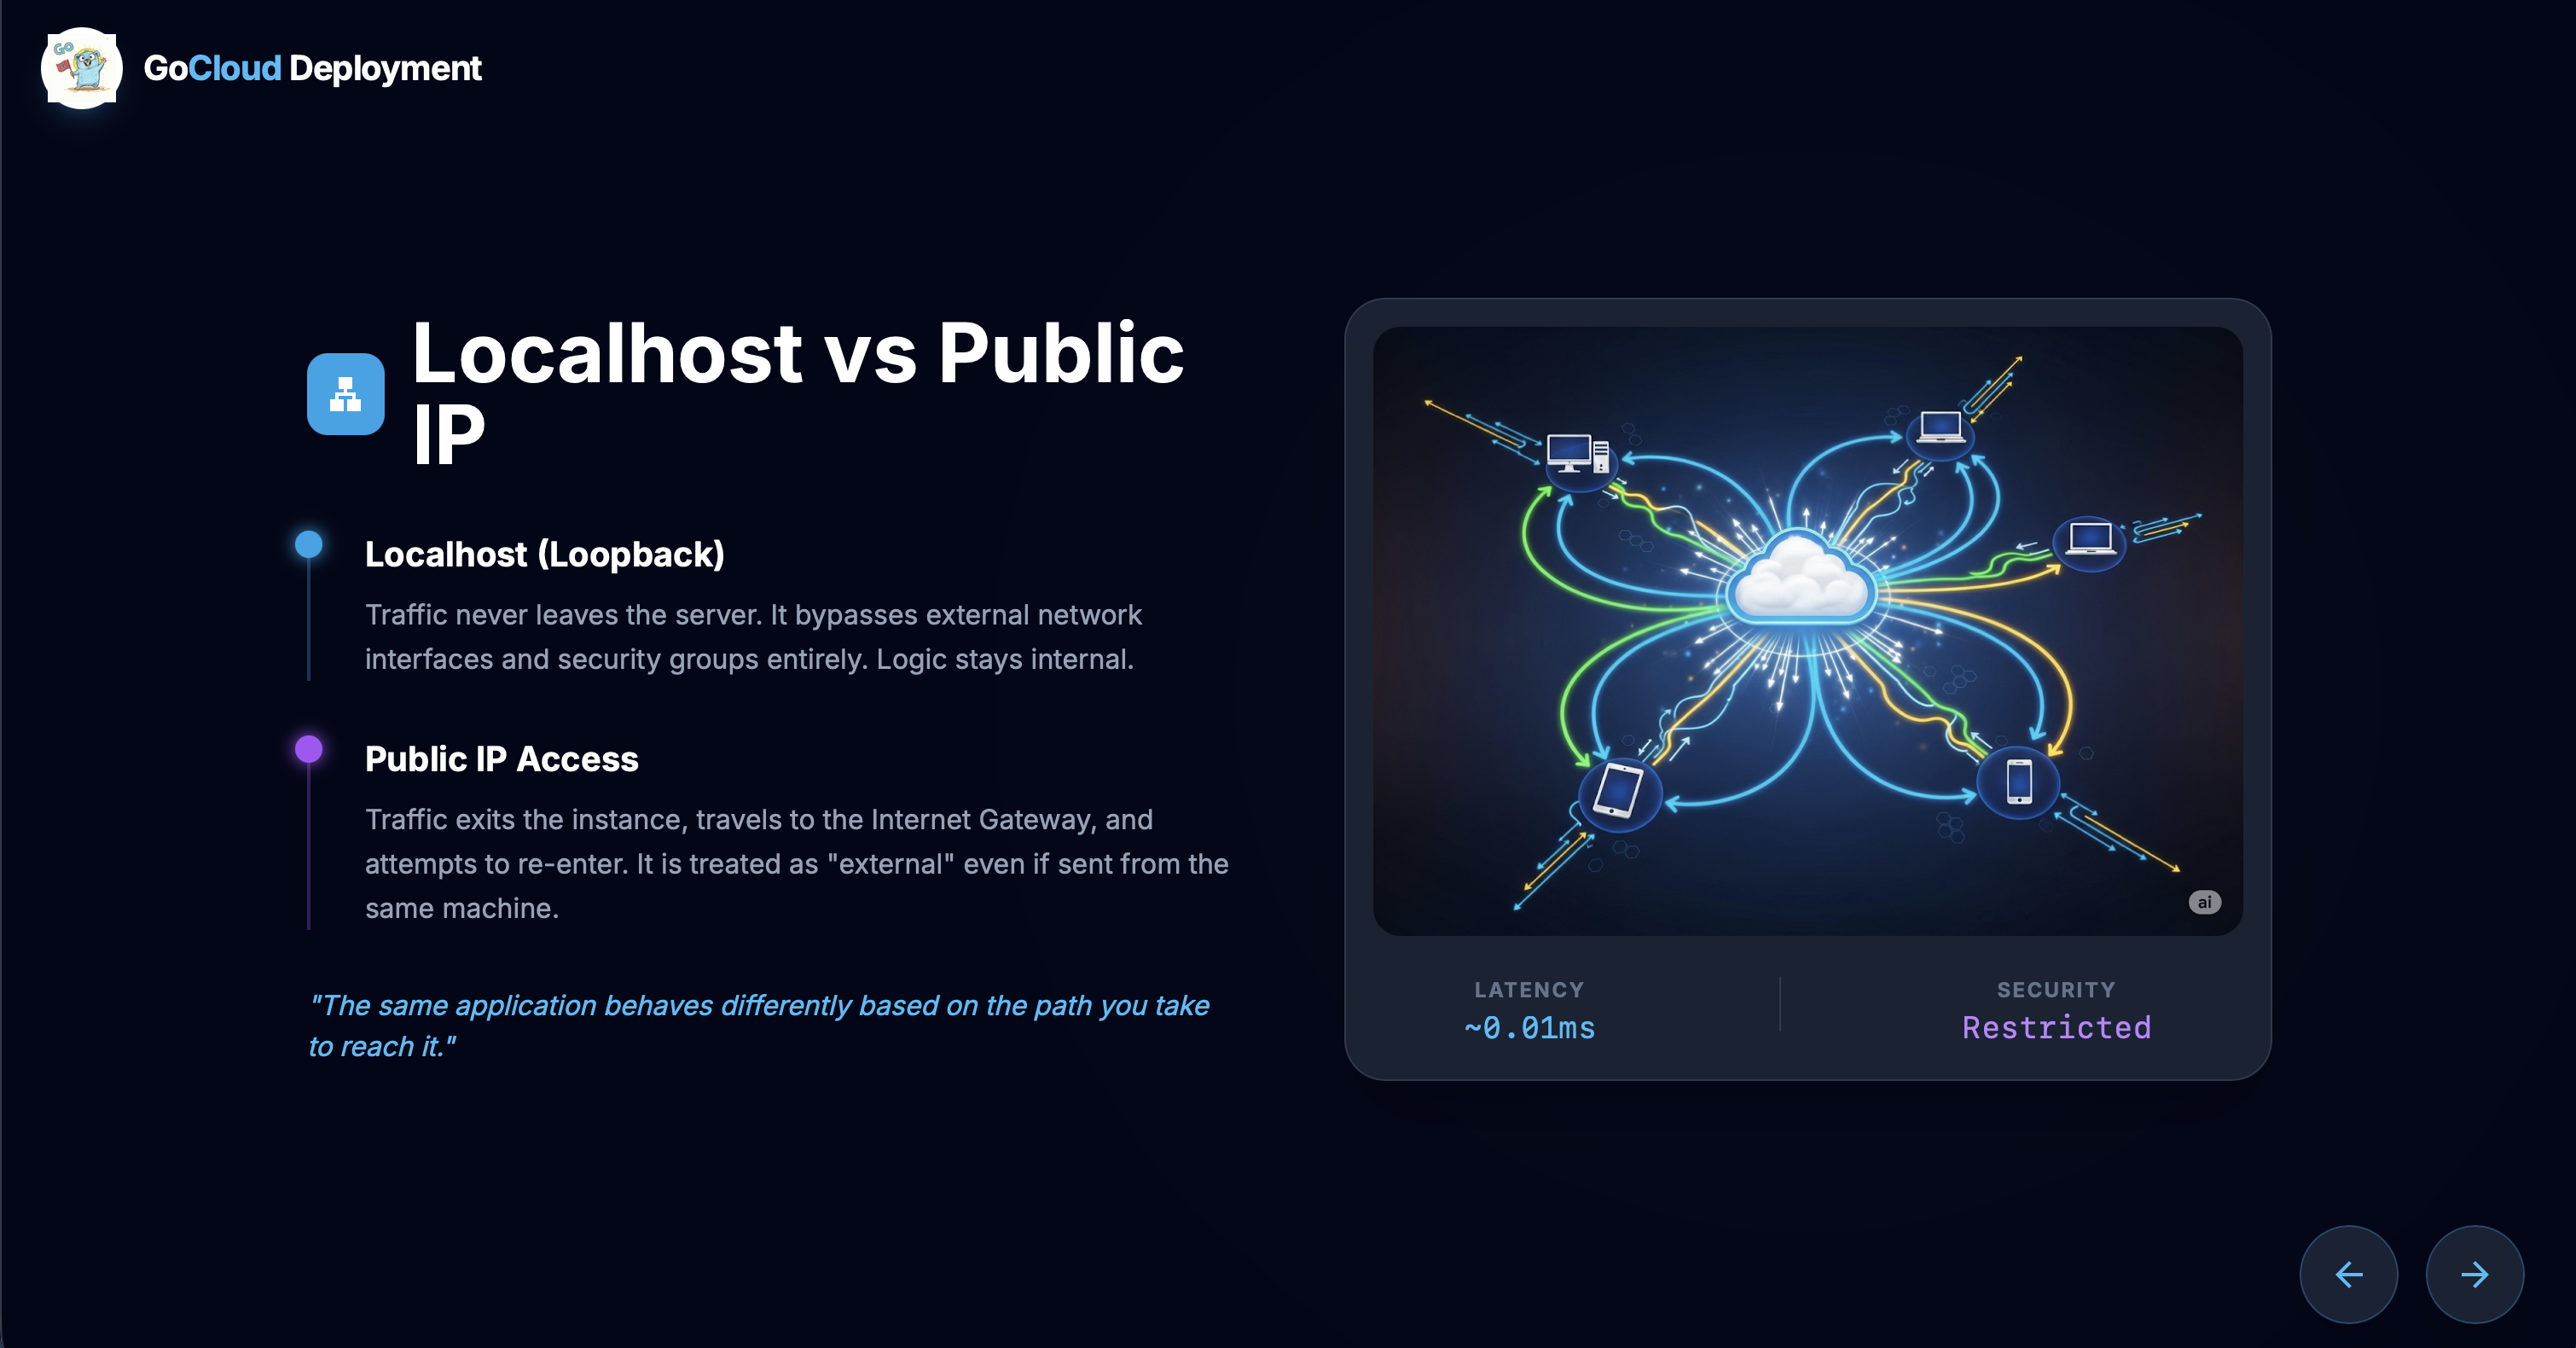 GO
GoCloud Deployment
Localhost vs Public
IP
Localhost (Loopback)
Traffic never leaves the server. It bypasses external network
interfaces and security groups entirely. Logic stays internal.
Public IP Access
Traffic exits the instance, travels to the Internet Gateway, and
attempts to re-enter. It is treated as "external" even if sent from the
same machine.
"The same application behaves differently based on the path you take
to reach it."
ai
LATENCY
~0.01ms
SECURITY
Restricted